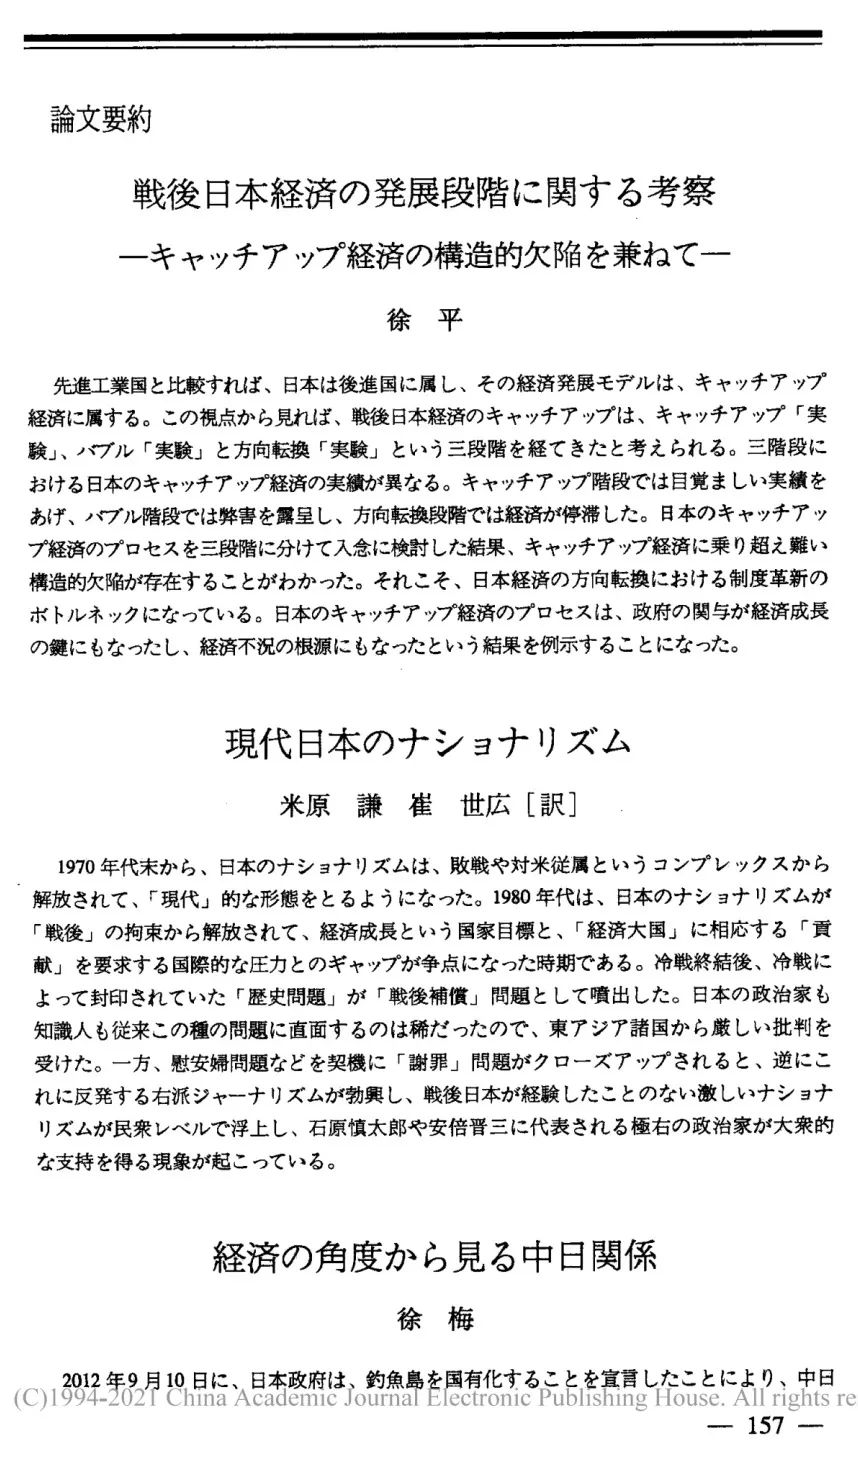 論文要約
戦後日本経済の発展段階に関する考察
—キャッチアップ経済の構造的欠陥を兼ねて—
徐　平
先進工業国と比較すれば、日本は後進国に属し、その経済発展モデルは、キャッチアップ
経済に属する。この視点から見れば、戦後日本経済のキャッチアップは、キャッチアップ「実
験」、バブル「実験」と方向転換「実験」という三段階を経てきたと考えられる。三階段に
おける日本のキャッチアップ経済の実績が異なる。キャッチアップ階段では目覚ましい実績を
あげ、バブル階段では弊害を露呈し、方向転換段階では経済が停滞した。日本のキャッチアッ
プ経済のプロセスを三段階に分けて入念に検討した結果、キャッチアップ経済に乗り超え難い
構造的欠陥が存在することがわかった。それこそ、日本経済の方向転換における制度革新の
ボトルネックになっている。日本のキャッチアップ経済のプロセスは、政府の関与が経済成長
の鍵にもなったし、経済不況の根源にもなったという結果を例示することになった。
現代日本のナショナリズム
米原　謙　崔　世広［訳］
1970年代末から、日本のナショナリズムは、敗戦や対米従属というコンプレックスから
解放されて、「現代」的な形態をとるようになった。1980年代は、日本のナショナリズムが
「戦後」の拘束から解放されて、経済成長という国家目標と、「経済大国」に相応する「貢
献」を要求する国際的な圧力とのギャップが争点になった時期である。冷戦終結後、冷戦に
よって封印されていた「歴史問題」が「戦後補償」問題として噴出した。日本の政治家も
知識人も従来この種の問題に直面するのは稀だったので、東アジア諸国から厳しい批判を
受けた。一方、慰安婦問題などを契機に「謝罪」問題がクローズアップされると、逆にこ
れに反発する右派ジャーナリズムが勃興し、戦後日本が経験したことのない激しいナショナ
リズムが民衆レベルで浮上し、石原慎太郎や安倍晋三に代表される極右の政治家が大衆的
な支持を得る現象が起こっている。
経済の角度から見る中日関係
徐　梅
2012年9月10日に、日本政府は、釣魚島を国有化することを宣言したことにより、中日
(C)1994-2021 China Academic Journal Electronic Publishing House. All rights re
— 157 —